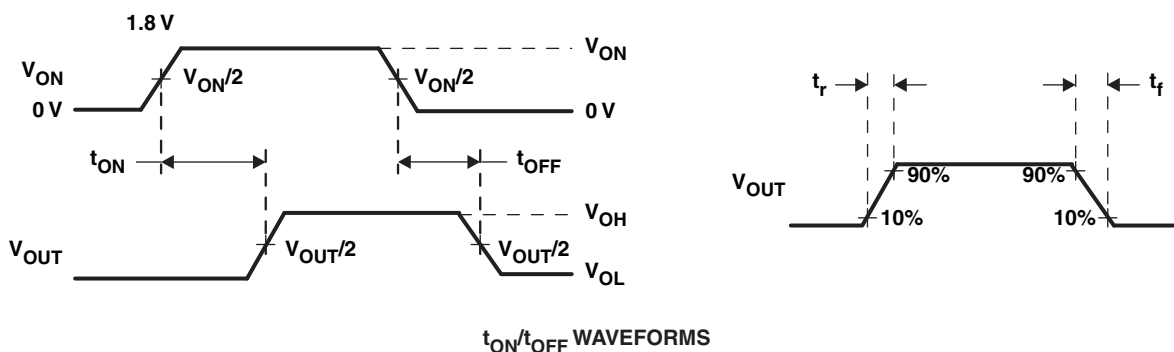 1.8 V
V_ON
V_ON
V_ON/2
V_ON/2
0 V
0 V
t_ON
t_OFF
V_OH
V_OUT
V_OUT/2
V_OUT/2
V_OL
t_r
t_f
V_OUT
90%
90%
10%
10%
t_ON/t_OFF WAVEFORMS